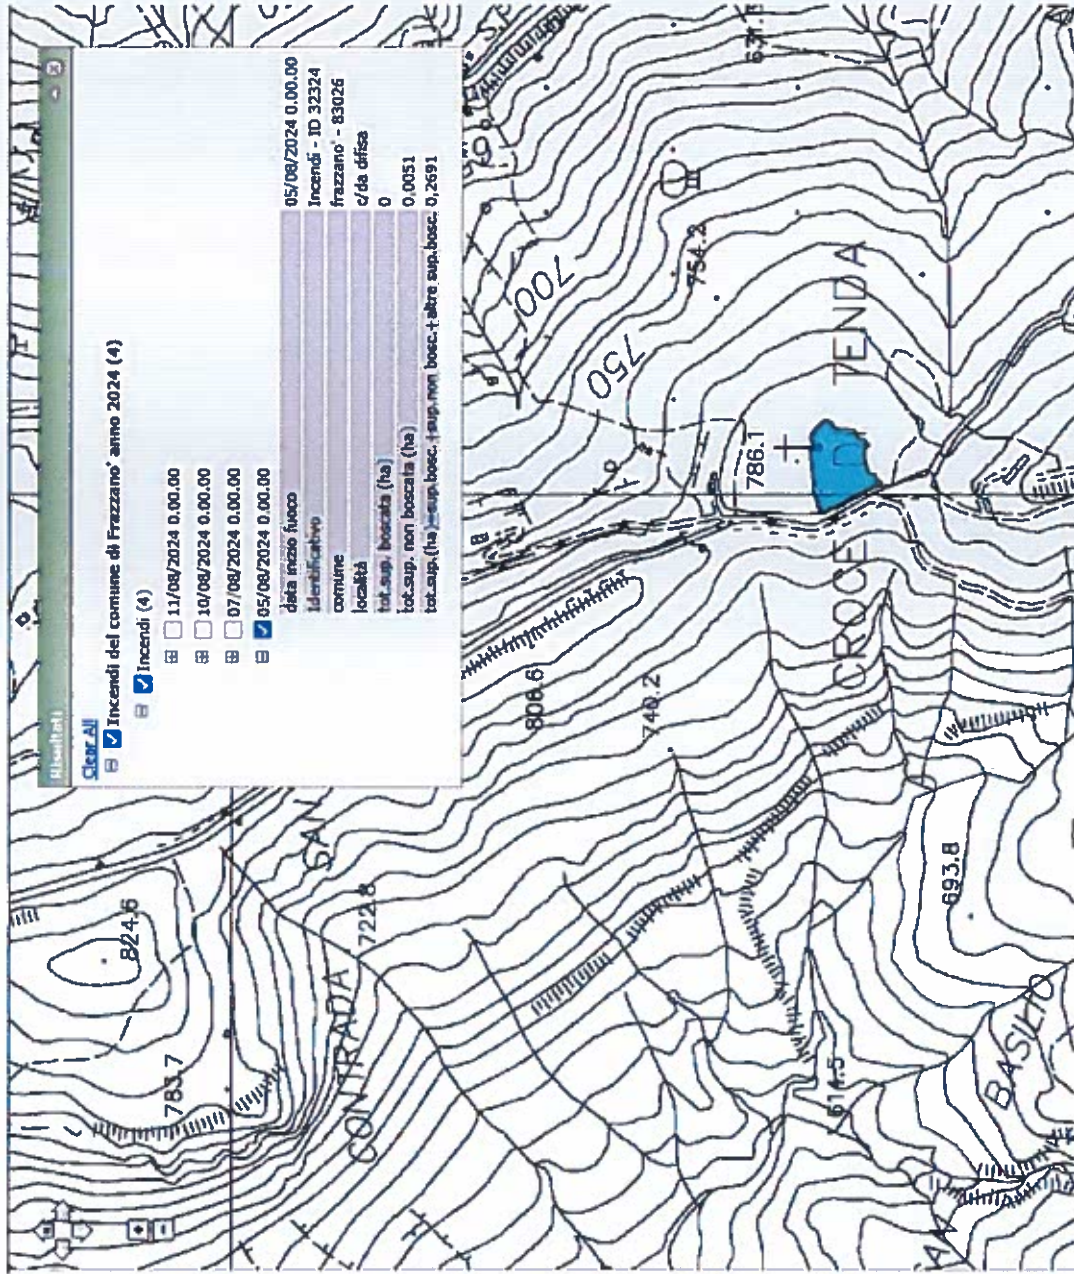 Risultati
Clear All
Incendi del comune di Frazzano' anno 2024 (4)
Incendi (4)
11/08/2024 0.00.00
10/08/2024 0.00.00
07/08/2024 0.00.00
05/08/2024 0.00.00
data inizio fuoco 05/08/2024 0.00.00
Identificativo Incendi - ID 32324
comune frazzano' - 83026
località c/da difisa
tot.sup. boscata (ha) 0
tot.sup. non boscata (ha) 0,0051
tot.sup.(ha)=sup.bosc.+sup.non bosc.+altre sup.bosc. 0,2691
824.6
783.7
CONTRADA SAN
722.8
806.6
740.2
700
750
754.2
786.1
CROCE DI TENDA
693.8
614.5
BASILIO